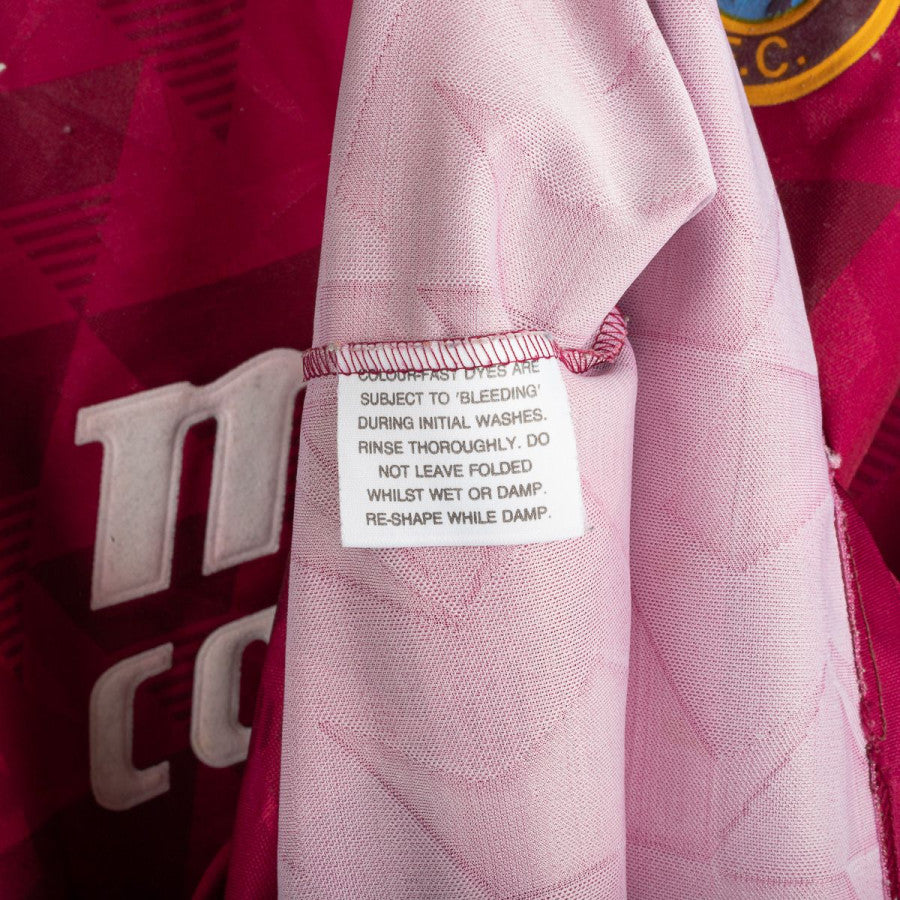 .C.
COLOUR-FAST DYES ARE
SUBJECT TO 'BLEEDING'
DURING INITIAL WASHES.
RINSE THOROUGHLY. DO
NOT LEAVE FOLDED
WHILST WET OR DAMP.
RE-SHAPE WHILE DAMP.
m
co